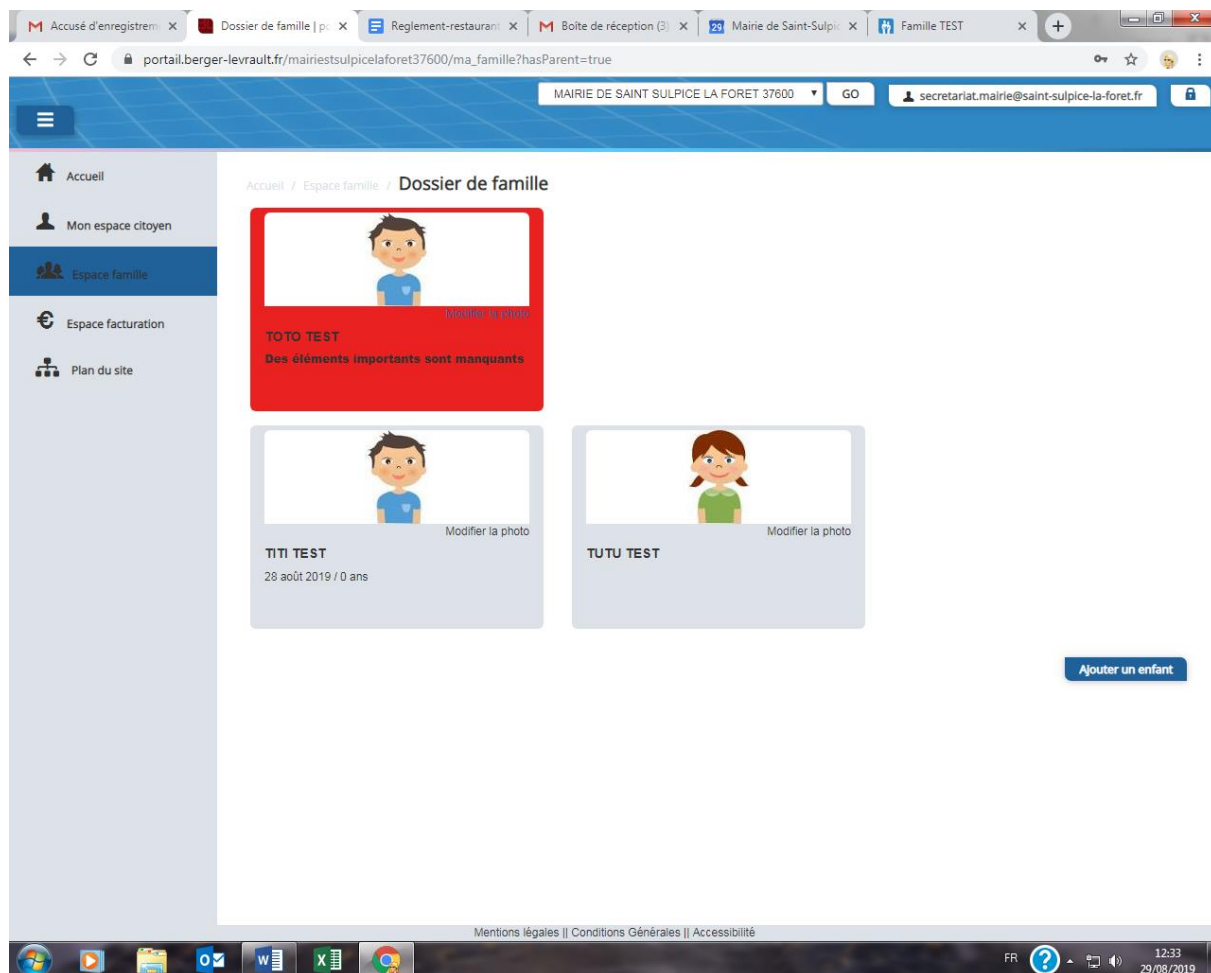 Accusé d'enregistrem
Dossier de famille | po
Reglement-restaurant
Boîte de réception (3)
29 Mairie de Saint-Sulpic
Famille TEST
portail.berger-levrault.fr/mairiestsulpicelaforet37600/ma_famille?hasParent=true
MAIRIE DE SAINT SULPICE LA FORET 37600
GO
secretariat.mairie@saint-sulpice-la-foret.fr
Accueil
Mon espace citoyen
Espace famille
Espace facturation
Plan du site
Accueil / Espace famille / Dossier de famille
Modifier la photo
TOTO TEST
Des éléments importants sont manquants
Modifier la photo
TITI TEST
28 août 2019 / 0 ans
Modifier la photo
TUTU TEST
Ajouter un enfant
Mentions légales || Conditions Générales || Accessibilité
FR
12:33
29/08/2019